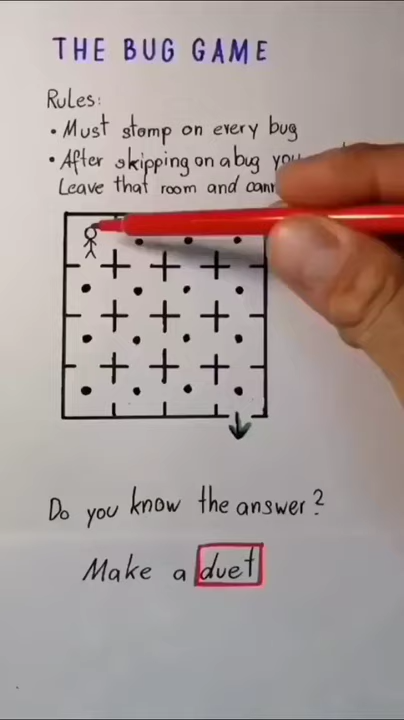 THE BUG GAME
Rules:
• Must stomp on every bug
• After skipping on a bug you
Leave that room and
Do you know the answer?
Make a duet